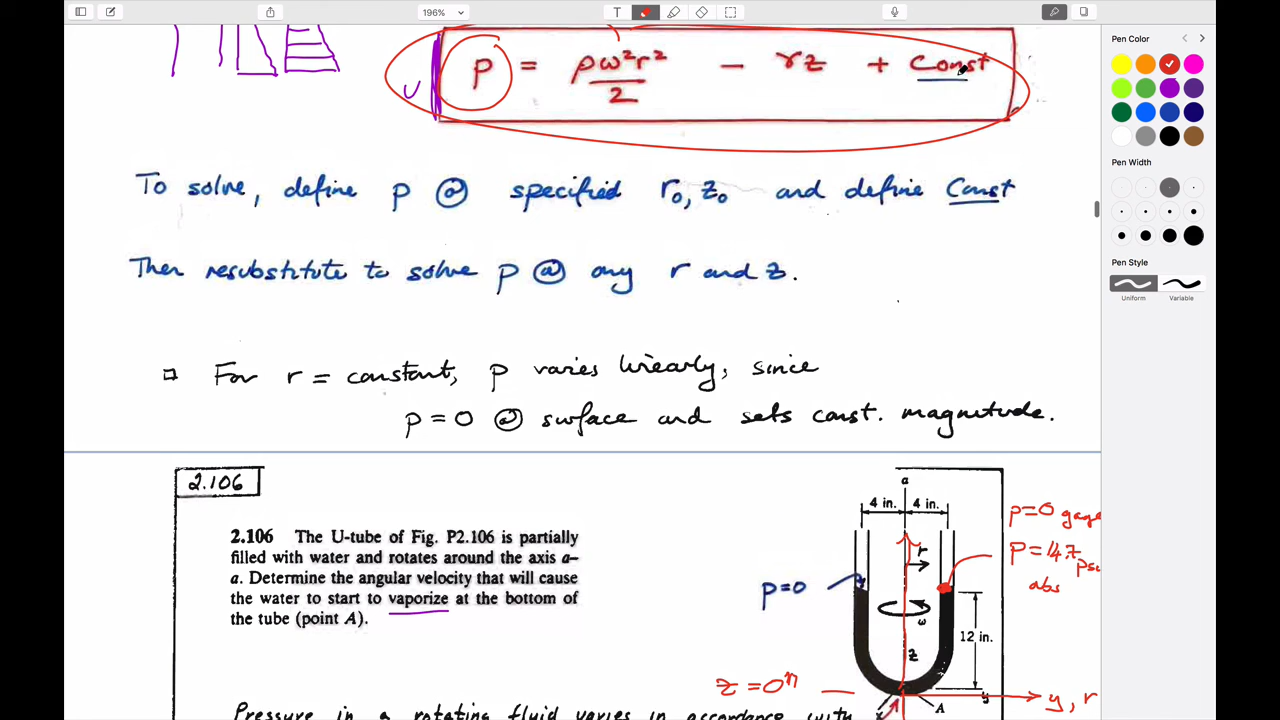 196%
T
Pen Color
p = ρω²r² / 2 - γz + Const
U
To solve, define p @ specified r₀, z₀ and define Const
Then resubstitute to solve p @ any r and z.
Pen Width
Pen Style
Uniform
Variable
For r = constant, p varies linearly, since
p = 0 @ surface and sets const. magnitude.
2.106
2.106 The U-tube of Fig. P2.106 is partially
filled with water and rotates around the axis a–
a. Determine the angular velocity that will cause
the water to start to vaporize at the bottom of
the tube (point A).
a
4 in. 4 in.
r
p=0 gage
p=14.7 psi
abs
p=0
ω
12 in.
z
z = 0"
y
y, r
A
x
Pressure in a rotating fluid varies in accordance with